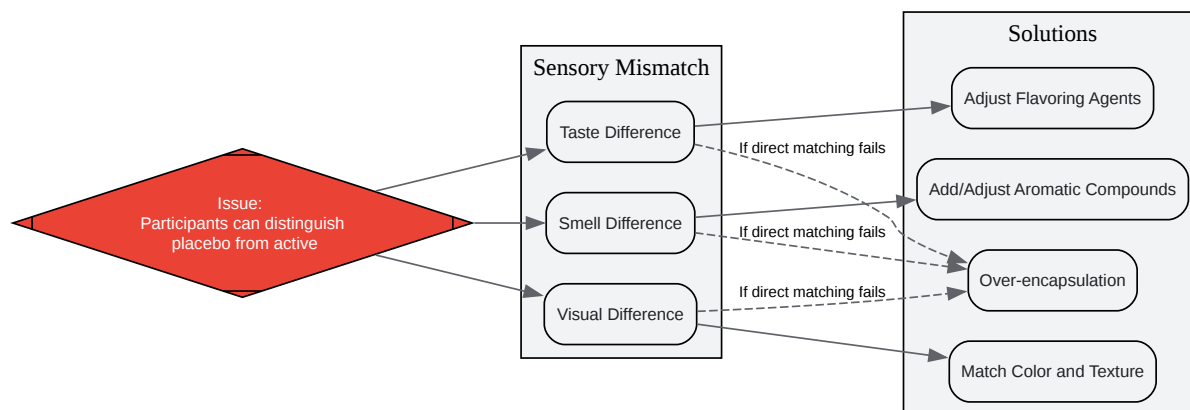 Issue:
Participants can distinguish
placebo from active
Sensory Mismatch
Taste Difference
Smell Difference
Visual Difference
If direct matching fails
If direct matching fails
If direct matching fails
Solutions
Adjust Flavoring Agents
Add/Adjust Aromatic Compounds
Over-encapsulation
Match Color and Texture